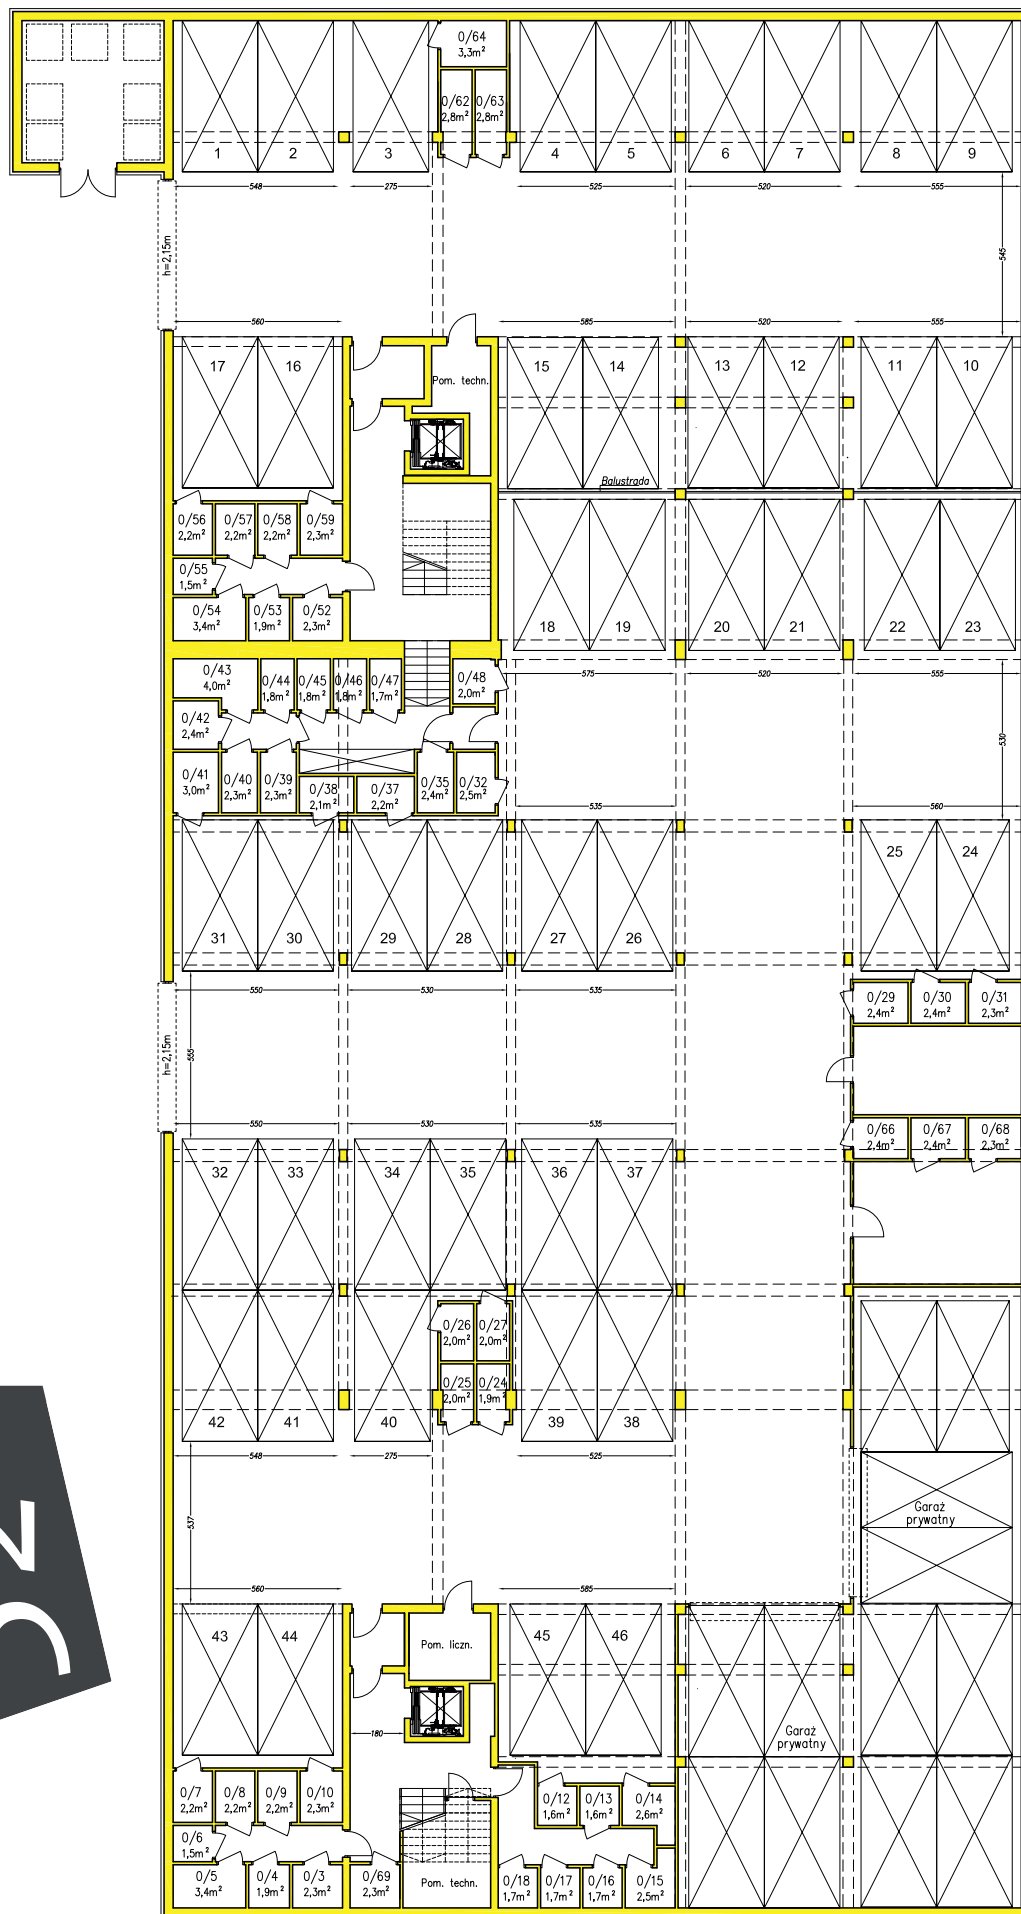 0/64
3,3m²
0/62 0/63
2,8m² 2,8m²
1 2 3 4 5 6 7 8 9
548 275 525 520 555
h=2,15m
545
560 585 520 555
17 16 15 14 13 12 11 10
Pom. techn.
Balustrada
0/56 0/57 0/58 0/59
2,2m² 2,2m² 2,2m² 2,3m²
0/55
1,5m²
0/54 0/53 0/52
3,4m² 1,9m² 2,3m²
18 19 20 21 22 23
575 520 555
0/43 0/44 0/45 0/46 0/47 0/48
4,0m² 1,8m² 1,8m² 1,8m² 1,7m² 2,0m²
0/42
2,4m²
530
0/41 0/40 0/39 0/38 0/37 0/35 0/32
3,0m² 2,3m² 2,3m² 2,1m² 2,2m² 2,4m² 2,5m²
535 560
25 24
31 30 29 28 27 26
550 530 535
0/29 0/30 0/31
2,4m² 2,4m² 2,3m²
h=2,15m
555
550 530 535
0/66 0/67 0/68
2,4m² 2,4m² 2,3m²
32 33 34 35 36 37
0/26 0/27
2,0m² 2,0m²
0/25 0/24
2,0m² 1,9m²
42 41 40 39 38
548 275 525
537
Garaż
prywatny
560 585
43 44 45 46
Pom. liczn.
180
Garaż
prywatny
0/7 0/8 0/9 0/10
2,2m² 2,2m² 2,2m² 2,3m²
0/12 0/13 0/14
1,6m² 1,6m² 2,6m²
0/6
1,5m²
0/5 0/4 0/3 0/69
3,4m² 1,9m² 2,3m² 2,3m²
Pom. techn.
0/18 0/17 0/16 0/15
1,7m² 1,7m² 1,7m² 2,5m²